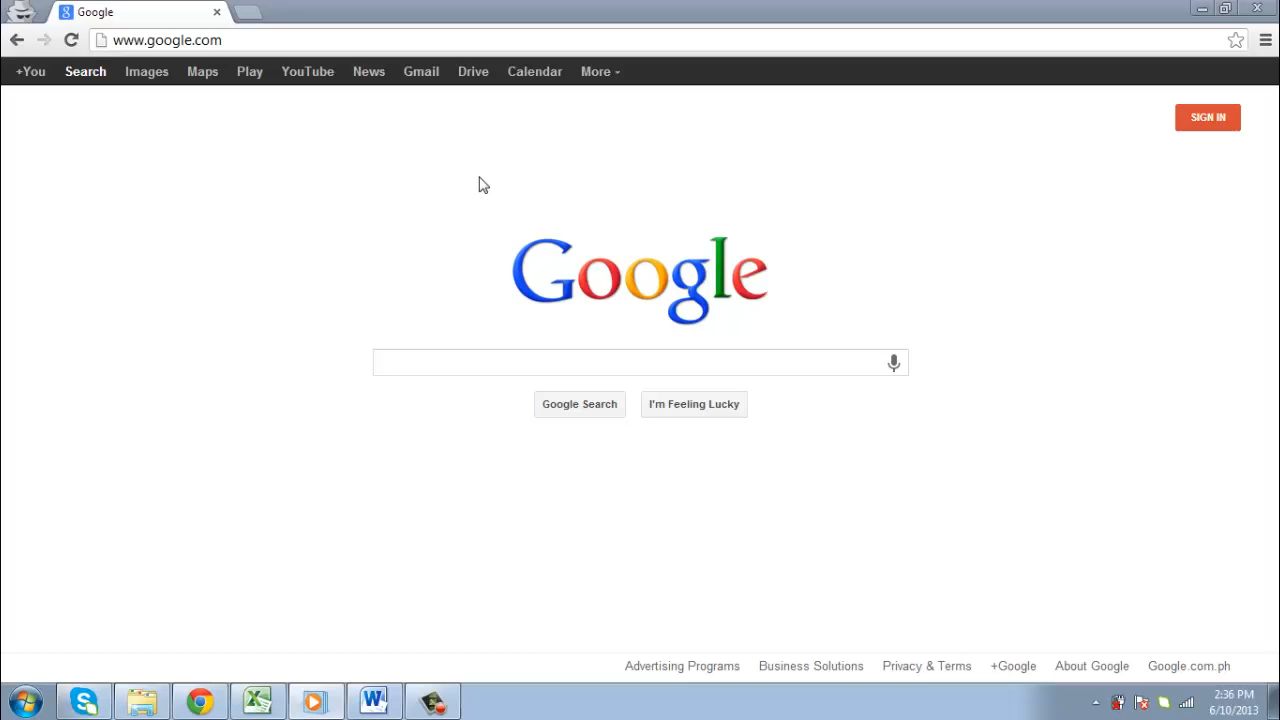 Google
www.google.com
+You Search Images Maps Play YouTube News Gmail Drive Calendar More
SIGN IN
Google
Google Search I'm Feeling Lucky
Advertising Programs Business Solutions Privacy & Terms +Google About Google Google.com.ph
2:36 PM
6/10/2013